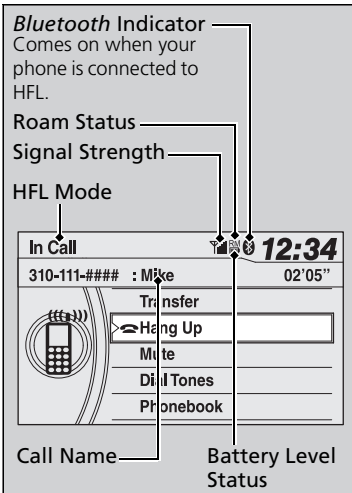 Bluetooth Indicator
Comes on when your
phone is connected to
HFL.
Roam Status
Signal Strength
HFL Mode
In Call
RM
12:34
310-111-#### : Mike 02'05"
Transfer
Hang Up
Mute
Dial Tones
Phonebook
Call Name
Battery Level
Status